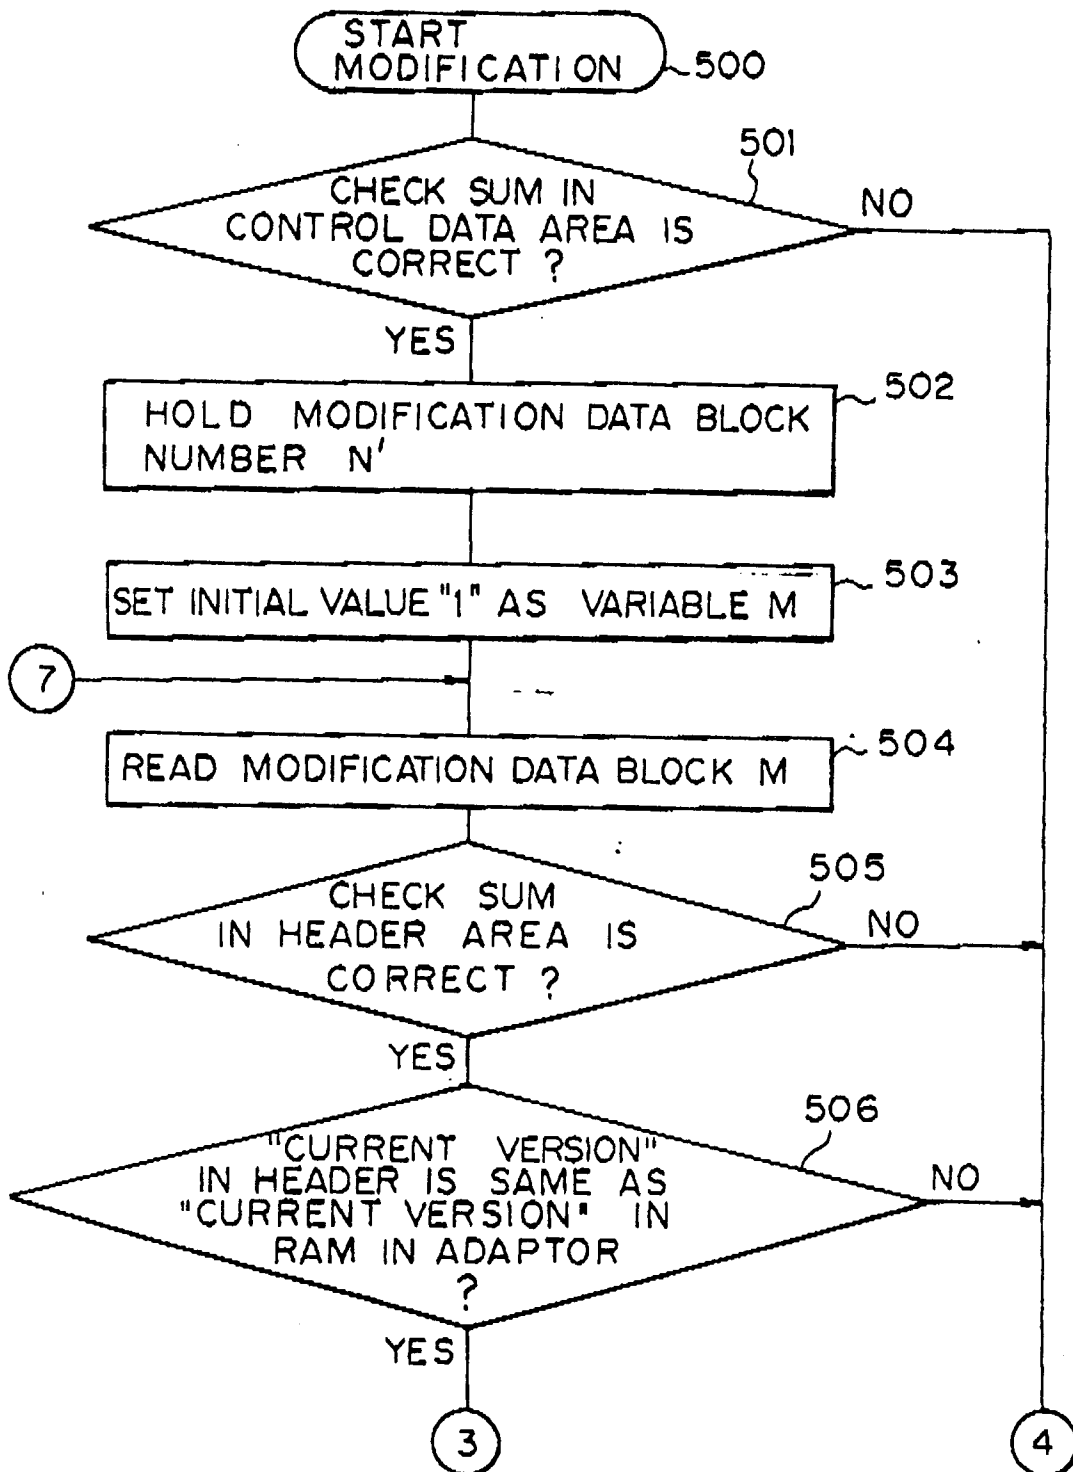 START
MODIFICATION
500
501
CHECK SUM IN
CONTROL DATA AREA IS
CORRECT ?
NO
YES
502
HOLD MODIFICATION DATA BLOCK
NUMBER N'
503
SET INITIAL VALUE "1" AS VARIABLE M
7
504
READ MODIFICATION DATA BLOCK M
505
CHECK SUM
IN HEADER AREA IS
CORRECT ?
NO
YES
506
"CURRENT VERSION"
IN HEADER IS SAME AS
"CURRENT VERSION" IN
RAM IN ADAPTOR
?
NO
YES
3
4